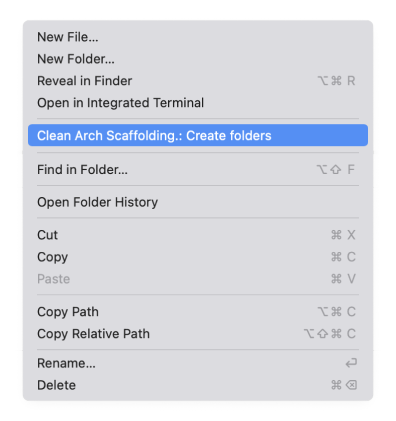 New File...
New Folder...
Reveal in Finder ⌥⌘ R
Open in Integrated Terminal
Clean Arch Scaffolding.: Create folders
Find in Folder... ⌥⇧ F
Open Folder History
Cut ⌘ X
Copy ⌘ C
Paste ⌘ V
Copy Path ⌥⌘ C
Copy Relative Path ⌥⇧⌘ C
Rename... ↩
Delete ⌘⌫